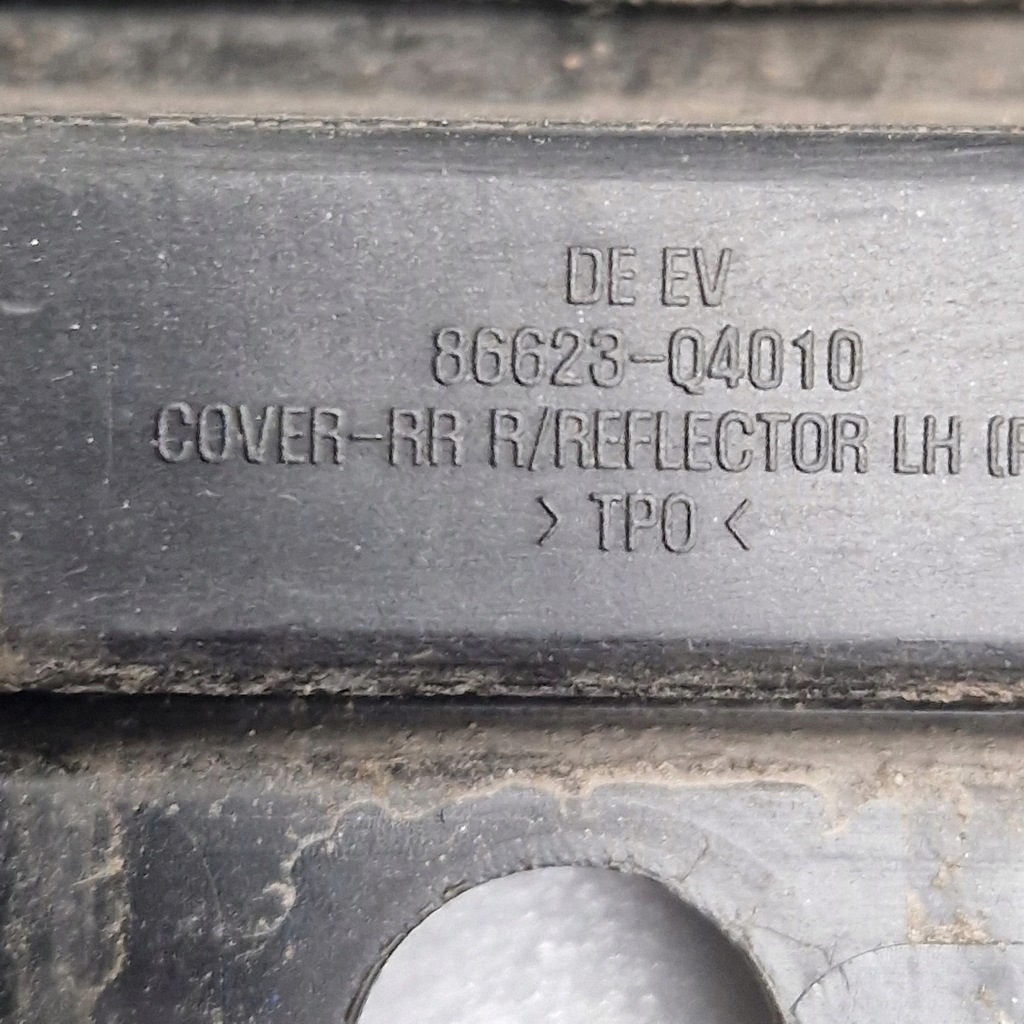 DE EV
86623-Q4010
COVER-RR R/REFLECTOR LH (
> TPO <